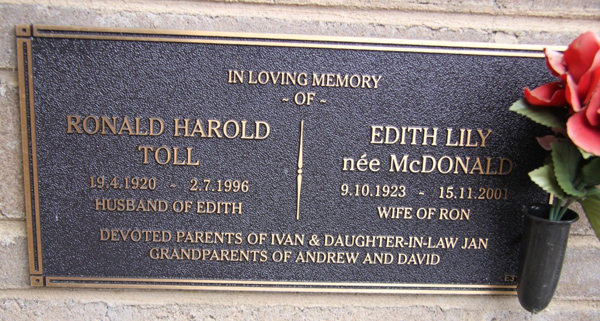 IN LOVING MEMORY
~ OF ~
RONALD HAROLD
TOLL
19.4.1920 - 2.7.1996
HUSBAND OF EDITH
EDITH LILY
née McDONALD
9.10.1923 - 15.11.2001
WIFE OF RON
DEVOTED PARENTS OF IVAN & DAUGHTER-IN-LAW JAN
GRANDPARENTS OF ANDREW AND DAVID